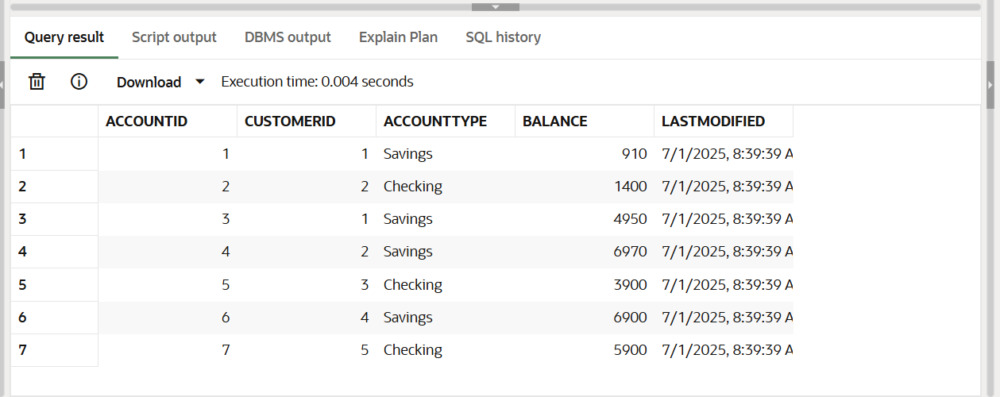 Query result Script output DBMS output Explain Plan SQL history
Download Execution time: 0.004 seconds
ACCOUNTID CUSTOMERID ACCOUNTTYPE BALANCE LASTMODIFIED
1 1 1 Savings 910 7/1/2025, 8:39:39 A
2 2 2 Checking 1400 7/1/2025, 8:39:39 A
3 3 1 Savings 4950 7/1/2025, 8:39:39 A
4 4 2 Savings 6970 7/1/2025, 8:39:39 A
5 5 3 Checking 3900 7/1/2025, 8:39:39 A
6 6 4 Savings 6900 7/1/2025, 8:39:39 A
7 7 5 Checking 5900 7/1/2025, 8:39:39 A